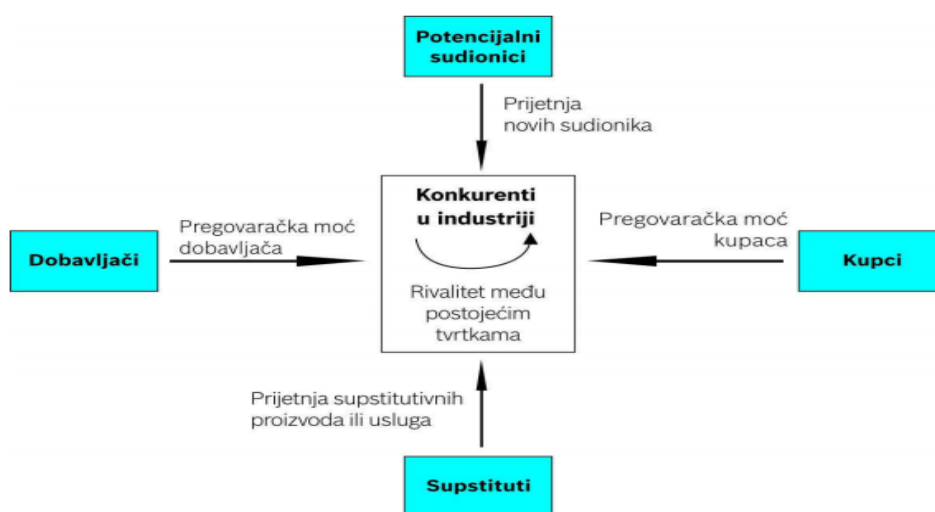 Potencijalni
sudionici
Prijetnja
novih sudionika
Konkurenti
u industriji
Pregovaračka moć
dobavljača
Pregovaračka moć
kupaca
Dobavljači
Kupci
Rivalitet među
postojećim
tvrtkama
Prijetnja supstitutivnih
proizvoda ili usluga
Supstituti